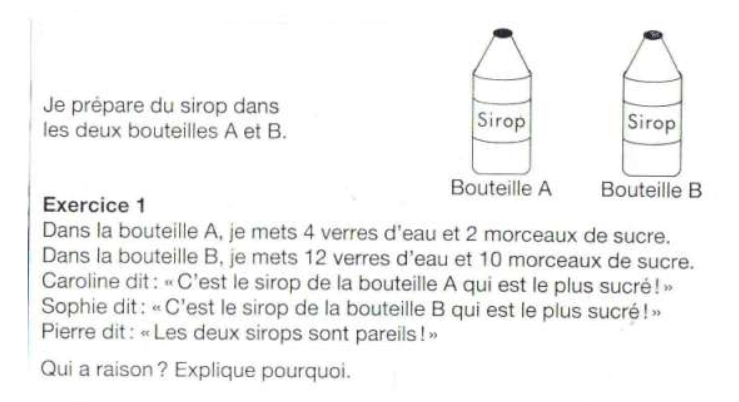 Je prépare du sirop dans
les deux bouteilles A et B.
Sirop
Sirop
Bouteille A
Bouteille B
Exercice 1
Dans la bouteille A, je mets 4 verres d'eau et 2 morceaux de sucre.
Dans la bouteille B, je mets 12 verres d'eau et 10 morceaux de sucre.
Caroline dit : « C'est le sirop de la bouteille A qui est le plus sucré ! »
Sophie dit : « C'est le sirop de la bouteille B qui est le plus sucré ! »
Pierre dit : « Les deux sirops sont pareils ! »
Qui a raison ? Explique pourquoi.